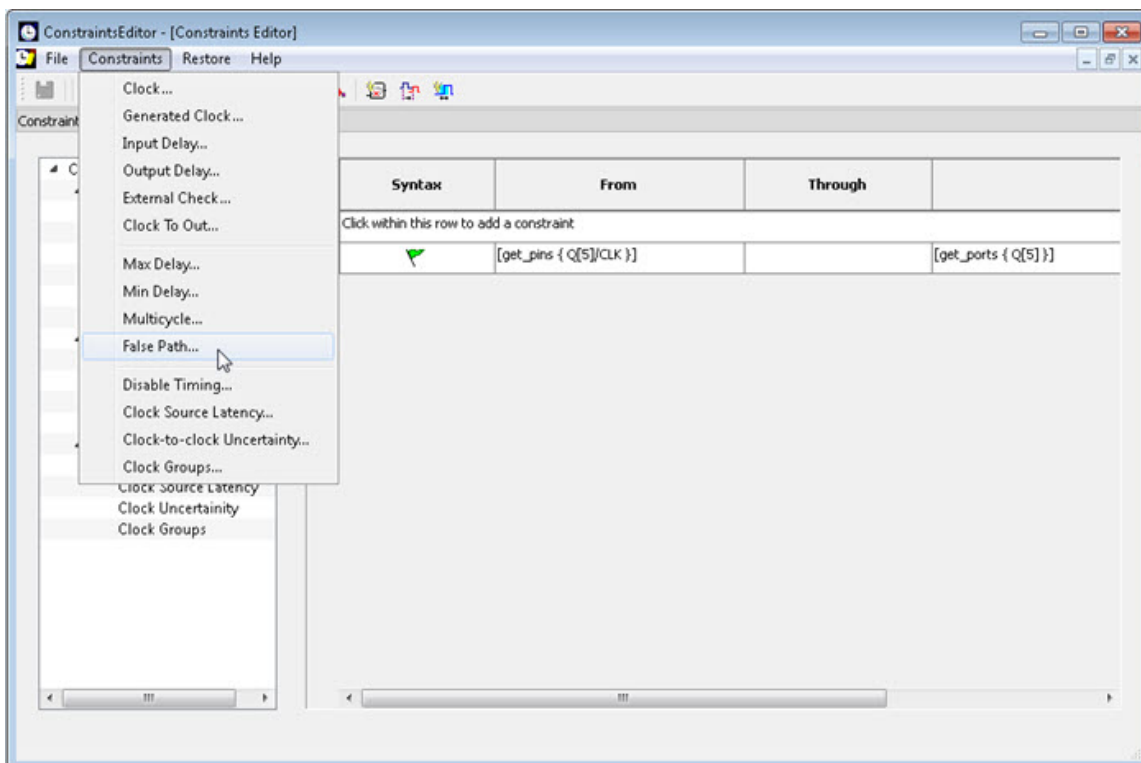 ConstraintsEditor - [Constraints Editor]
File Constraints Restore Help
Clock...
Generated Clock...
Input Delay...
Output Delay...
External Check...
Clock To Out...
Max Delay...
Min Delay...
Multicycle...
False Path...
Disable Timing...
Clock Source Latency...
Clock-to-clock Uncertainty...
Clock Groups...
Constraint
C
Clock Source Latency
Clock Uncertainity
Clock Groups
Syntax From Through
Click within this row to add a constraint
[get_pins { Q[5]/CLK }] [get_ports { Q[5] }]